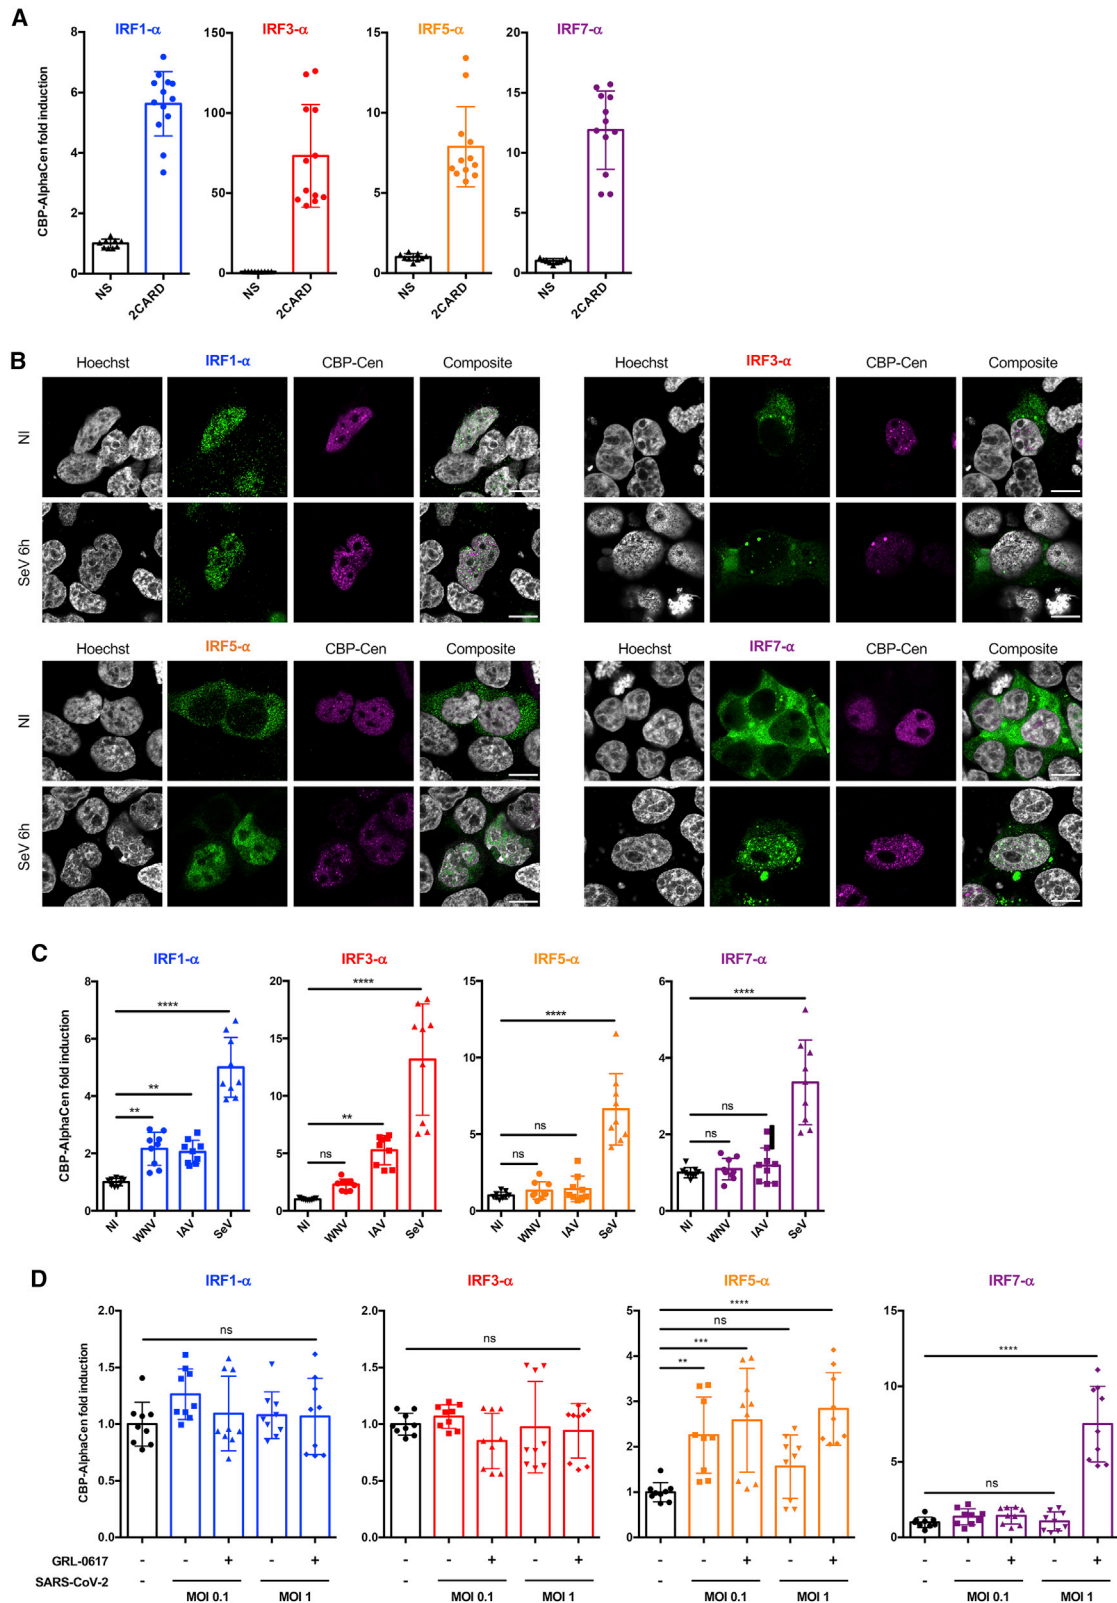 A
IRF1-α IRF3-α IRF5-α IRF7-α
CBP-AlphaCen fold induction
8 150 15 20
6 15
100 10
4 10
50 5
2 5
0 0 0 0
NS 2CARD NS 2CARD NS 2CARD NS 2CARD
B
Hoechst IRF1-α CBP-Cen Composite Hoechst IRF3-α CBP-Cen Composite
NI
SeV 6h
Hoechst IRF5-α CBP-Cen Composite Hoechst IRF7-α CBP-Cen Composite
NI
SeV 6h
C
IRF1-α IRF3-α IRF5-α IRF7-α
CBP-AlphaCen fold induction
8 20 15 6
**** **** **** ****
6 15
10 4
4 10
** ** ns ** ns ns ns ns
5 2
2 5
0 0 0 0
NI WNV IAV SeV NI WNV IAV SeV NI WNV IAV SeV NI WNV IAV SeV
D
IRF1-α IRF3-α IRF5-α IRF7-α
CBP-AlphaCen fold induction
2.0 2.0 5 15
ns ns **** ns *** ** **** ns
1.5 1.5 4 10
3
1.0 1.0
2 5
0.5 0.5 1
0.0 0.0 0 0
GRL-0617 - - + - + - - + - + - - + - + - - + - +
SARS-CoV-2 - MOI 0.1 MOI 1 - MOI 0.1 MOI 1 - MOI 0.1 MOI 1 - MOI 0.1 MOI 1